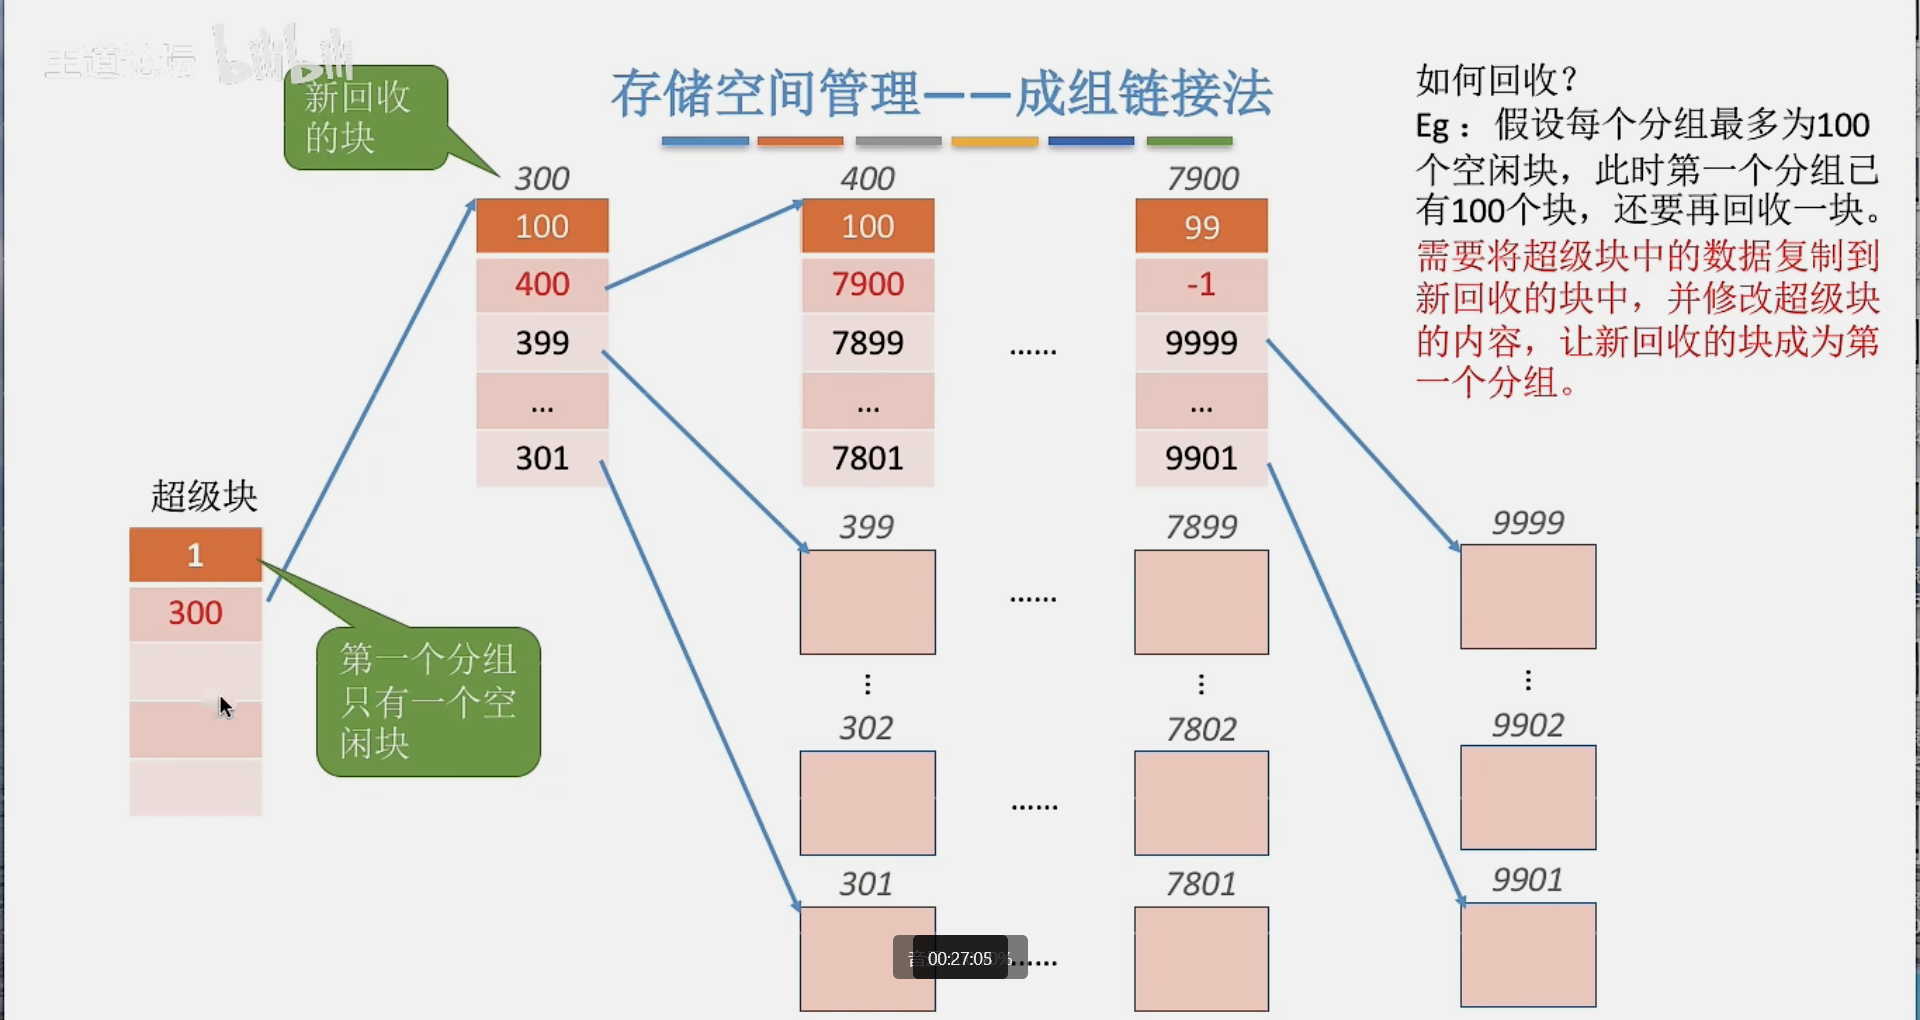 王道论坛 bilibili
存储空间管理——成组链接法
新回收
的块
如何回收？
Eg： 假设每个分组最多为100
个空闲块，此时第一个分组已
有100个块，还要再回收一块。
需要将超级块中的数据复制到
新回收的块中，并修改超级块
的内容，让新回收的块成为第
一个分组。
300
100
400
399
...
301
400
100
7900
7899
...
7801
......
7900
99
-1
9999
...
9901
超级块
1
300
第一个分组
只有一个空
闲块
399
⋮
302
301
......
......
......
7899
⋮
7802
7801
9999
⋮
9902
9901
00:27:05